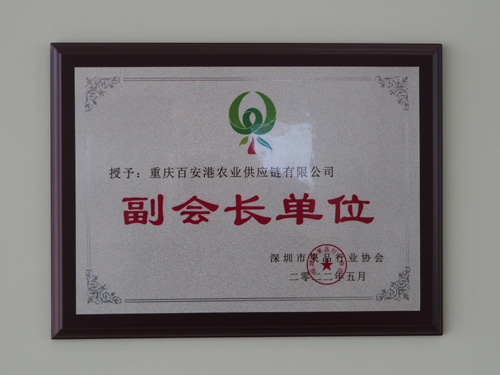 授予：重庆百安港农业供应链有限公司
副会长单位
深圳市果品行业协会
二零二二年五月